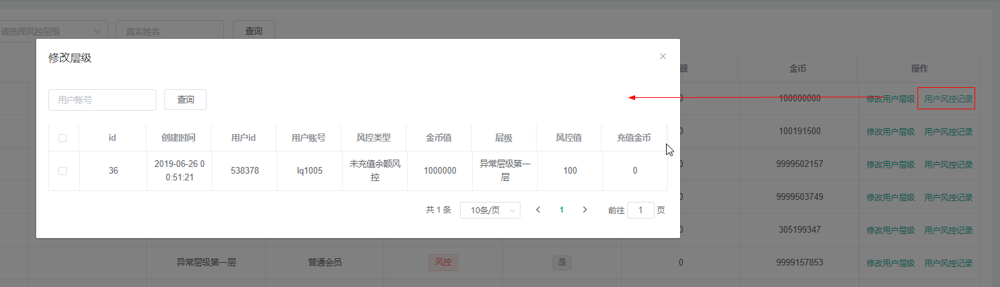 请选择风控层级 真实姓名 查询
修改层级
额 金币 操作
用户账号 查询
0 100000000 修改用户层级 用户风控记录
100191500 修改用户层级 用户风控记录
id 创建时间 用户id 用户账号 风控类型 金币值 层级 风控值 充值金币
36 2019-06-26 0 538378 lq1005 未充值余额风 1000000 异常层级第一 100 0
0:51:21 控 层
0 9999502157 修改用户层级 用户风控记录
0 9999503749 修改用户层级 用户风控记录
共 1 条 10条/页 1 前往 1 页
0 305199347 修改用户层级 用户风控记录
异常层级第一层 普通会员 风控 是 0 9999157853 修改用户层级 用户风控记录